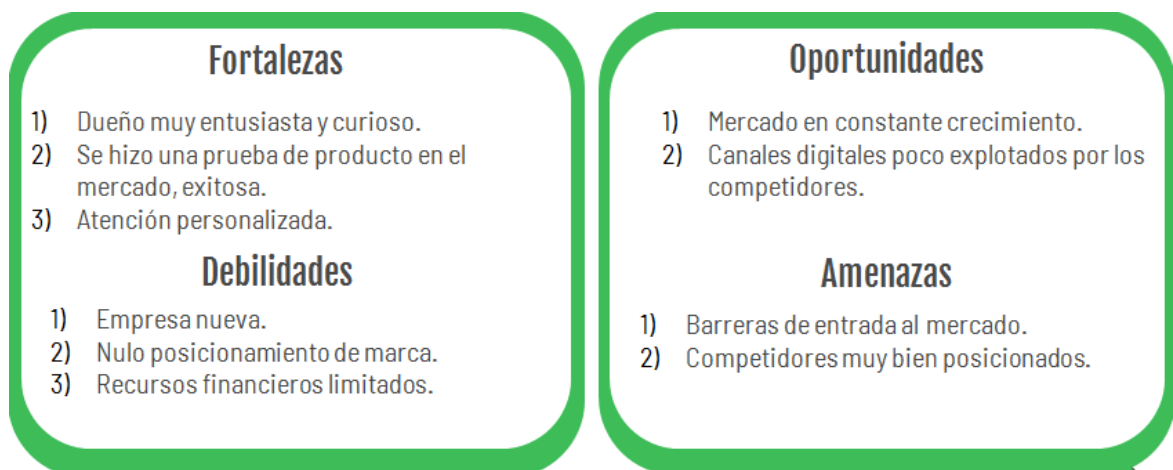 Fortalezas
1) Dueño muy entusiasta y curioso.
2) Se hizo una prueba de producto en el
mercado, exitosa.
3) Atención personalizada.
Debilidades
1) Empresa nueva.
2) Nulo posicionamiento de marca.
3) Recursos financieros limitados.
Oportunidades
1) Mercado en constante crecimiento.
2) Canales digitales poco explotados por los
competidores.
Amenazas
1) Barreras de entrada al mercado.
2) Competidores muy bien posicionados.